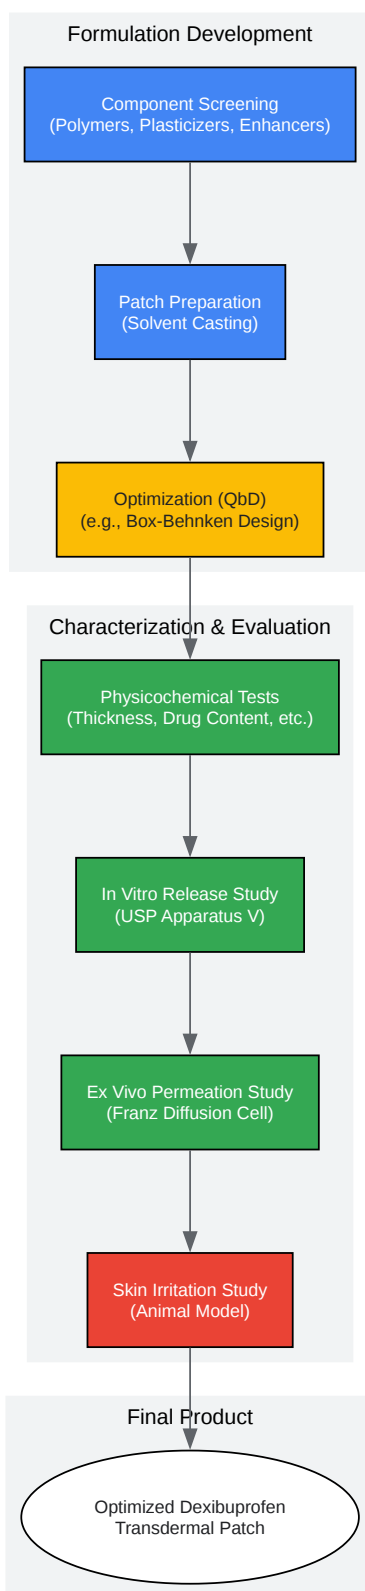 Formulation Development
Component Screening
(Polymers, Plasticizers, Enhancers)
Patch Preparation
(Solvent Casting)
Optimization (QbD)
(e.g., Box-Behnken Design)
Characterization & Evaluation
Physicochemical Tests
(Thickness, Drug Content, etc.)
In Vitro Release Study
(USP Apparatus V)
Ex Vivo Permeation Study
(Franz Diffusion Cell)
Skin Irritation Study
(Animal Model)
Final Product
Optimized Dexibuprofen
Transdermal Patch